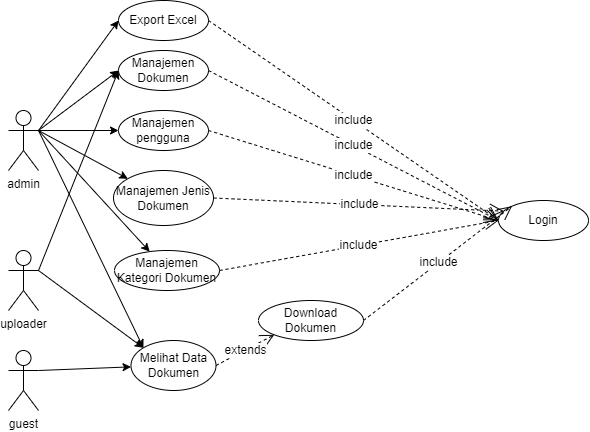 Export Excel
Manajemen
Dokumen
Manajemen
pengguna
admin
Manajemen Jenis
Dokumen
Manajemen
Kategori Dokumen
uploader
Melihat Data
Dokumen
guest
Download
Dokumen
extends
include
include
include
include
include
include
Login